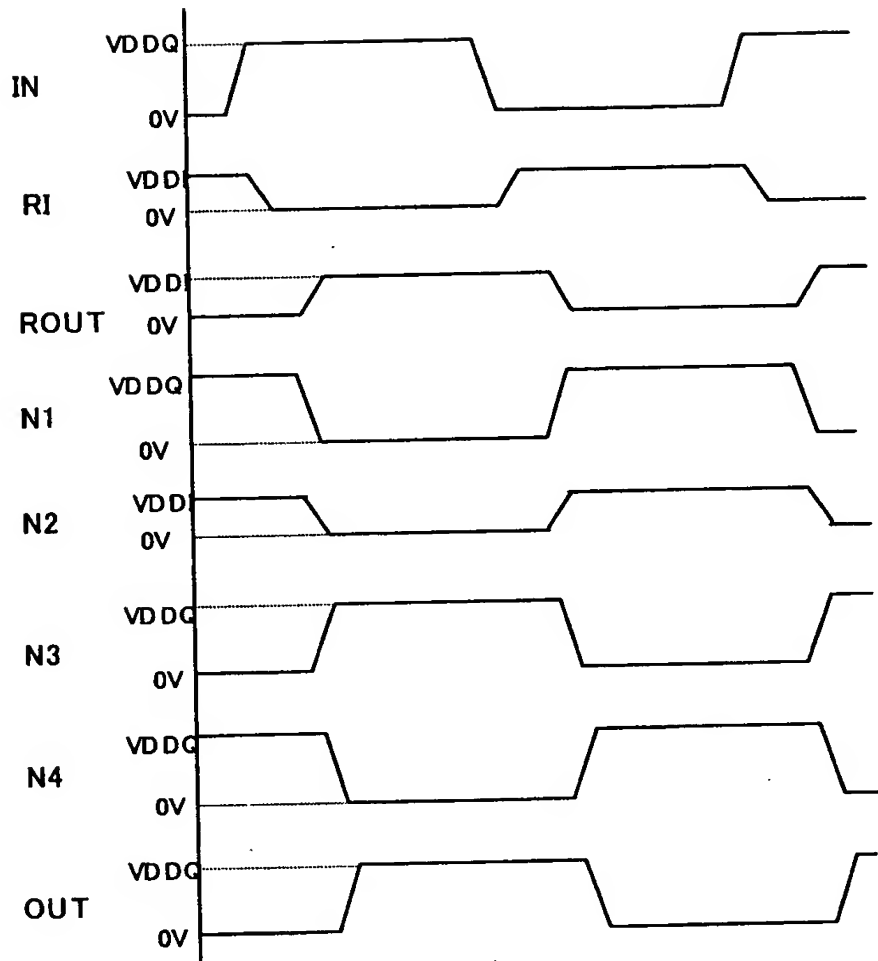 VDDQ
IN
0V
VDDI
RI
0V
VDDI
ROUT 0V
VDDQ
N1
0V
VDDI
N2
0V
VDDQ
N3
0V
VDDQ
N4
0V
VDDQ
OUT
0V